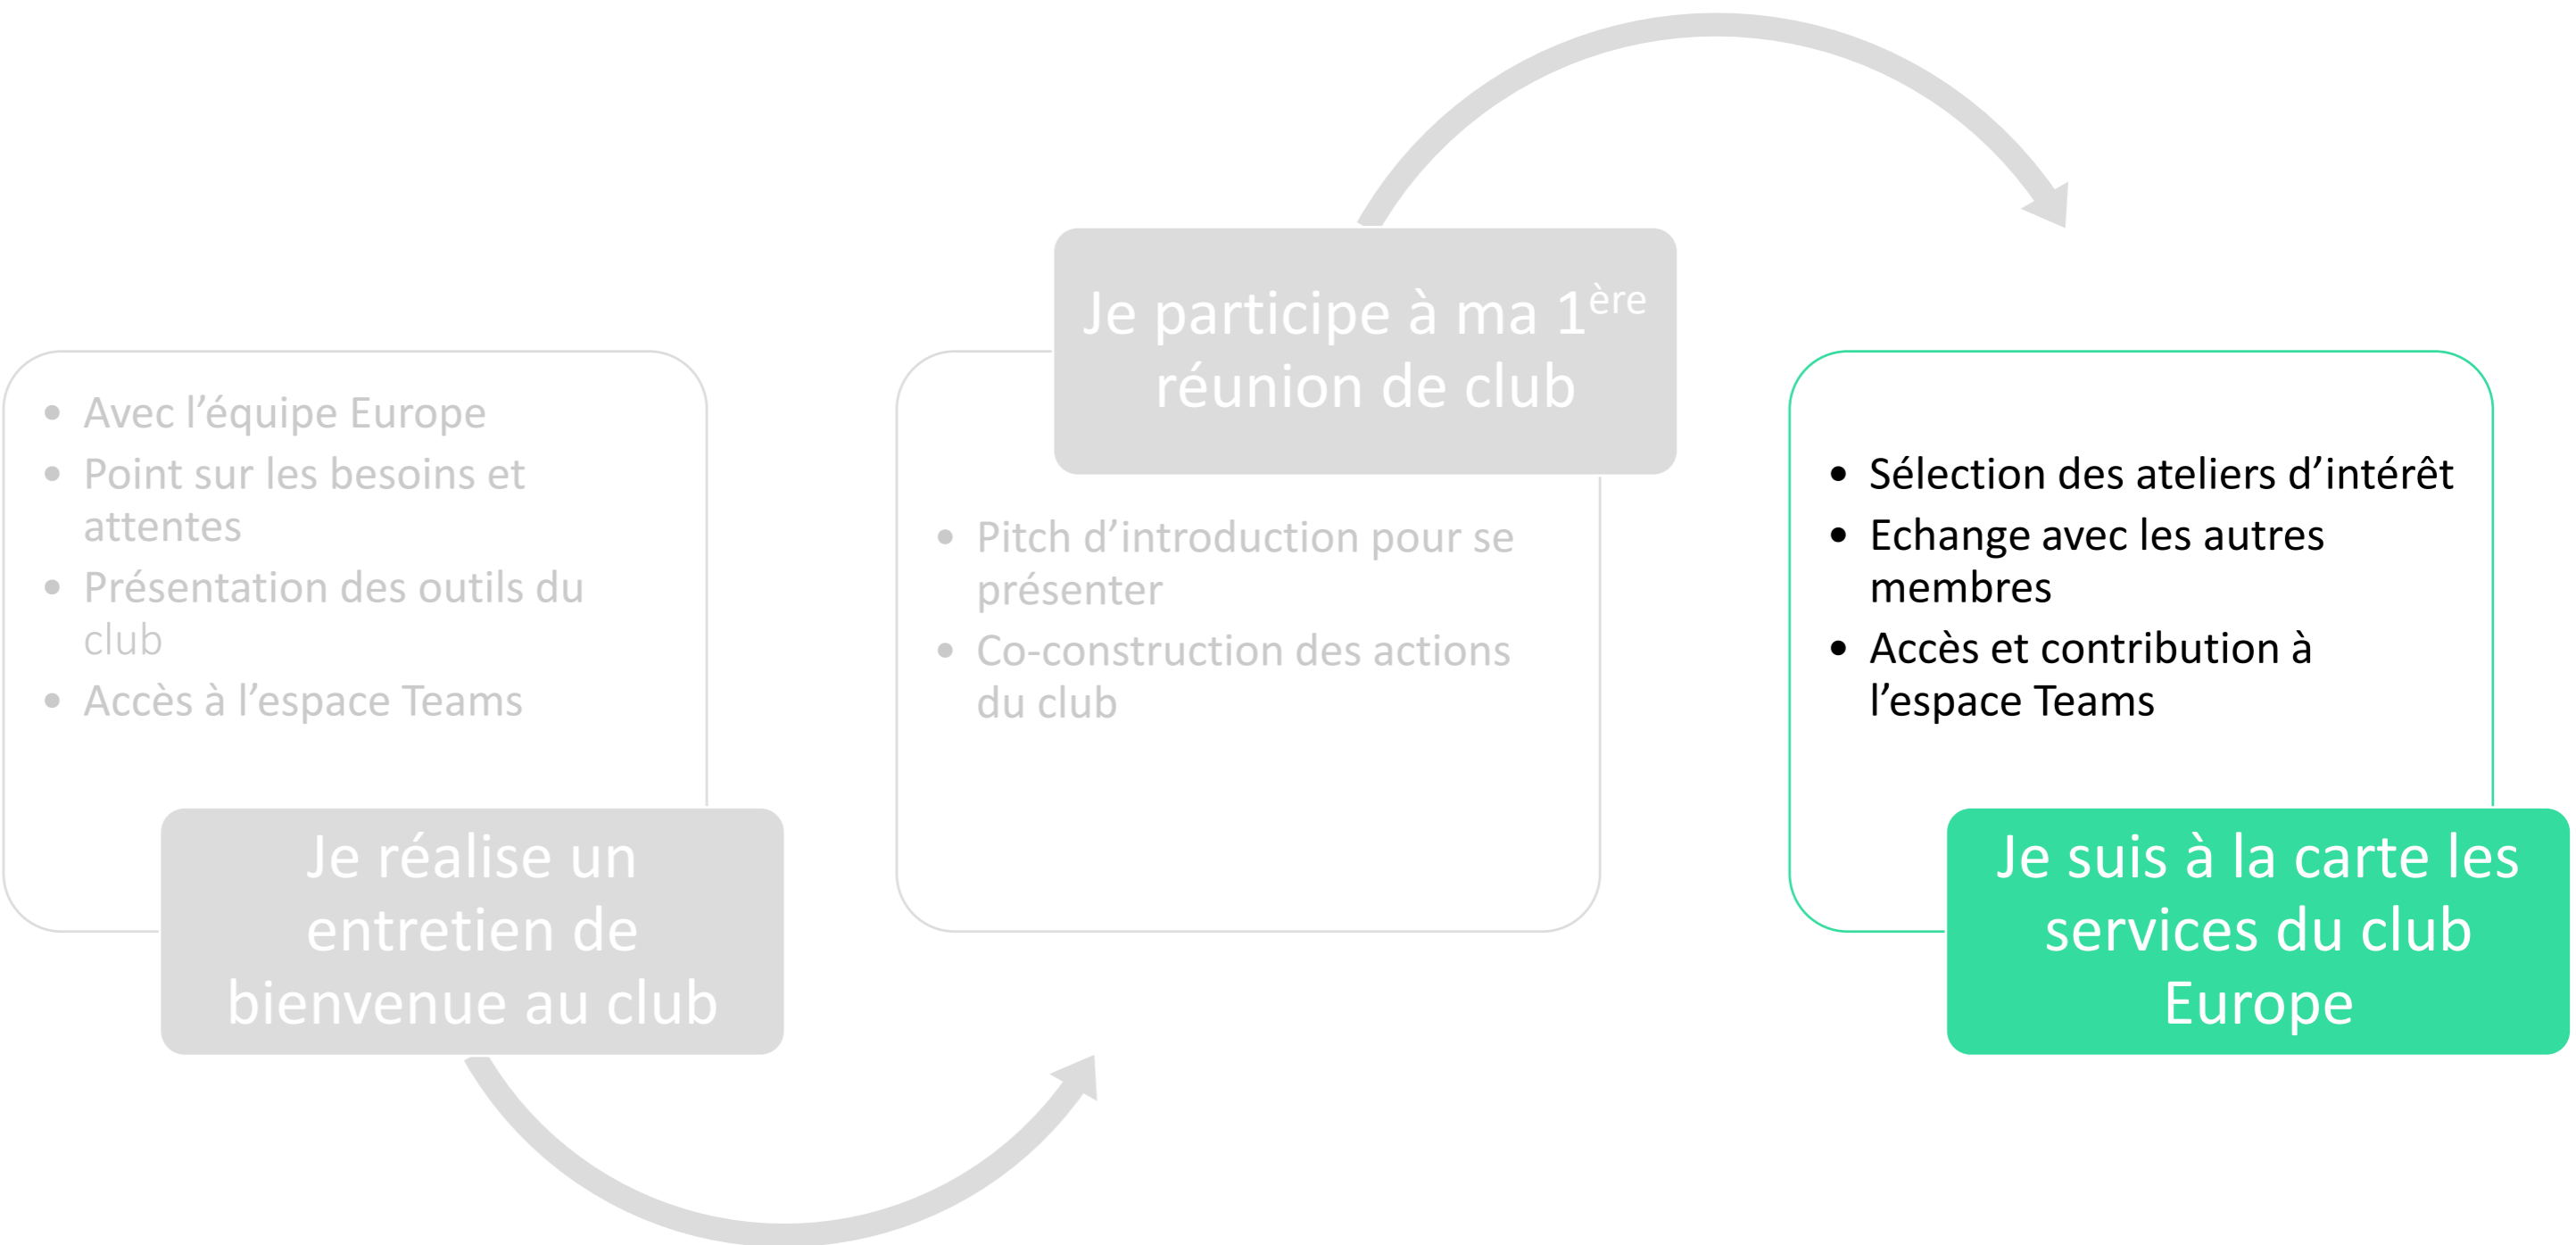 • Avec l’équipe Europe
• Point sur les besoins et
attentes
• Présentation des outils du
club
• Accès à l’espace Teams
Je réalise un
entretien de
bienvenue au club
Je participe à ma 1ère
réunion de club
• Pitch d’introduction pour se
présenter
• Co-construction des actions
du club
• Sélection des ateliers d’intérêt
• Echange avec les autres
membres
• Accès et contribution à
l’espace Teams
Je suis à la carte les
services du club
Europe